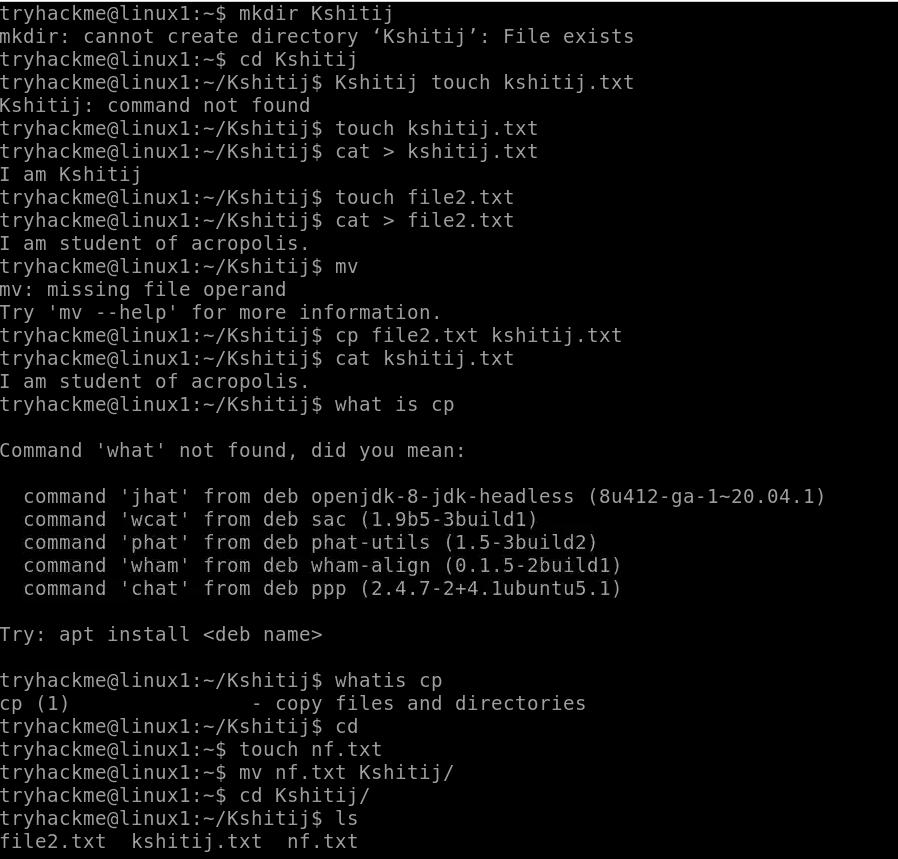 tryhackme@linux1:~$ mkdir Kshitij
mkdir: cannot create directory ‘Kshitij’: File exists
tryhackme@linux1:~$ cd Kshitij
tryhackme@linux1:~/Kshitij$ Kshitij touch kshitij.txt
Kshitij: command not found
tryhackme@linux1:~/Kshitij$ touch kshitij.txt
tryhackme@linux1:~/Kshitij$ cat > kshitij.txt
I am Kshitij
tryhackme@linux1:~/Kshitij$ touch file2.txt
tryhackme@linux1:~/Kshitij$ cat > file2.txt
I am student of acropolis.
tryhackme@linux1:~/Kshitij$ mv
mv: missing file operand
Try 'mv --help' for more information.
tryhackme@linux1:~/Kshitij$ cp file2.txt kshitij.txt
tryhackme@linux1:~/Kshitij$ cat kshitij.txt
I am student of acropolis.
tryhackme@linux1:~/Kshitij$ what is cp

Command 'what' not found, did you mean:

  command 'jhat' from deb openjdk-8-jdk-headless (8u412-ga-1~20.04.1)
  command 'wcat' from deb sac (1.9b5-3build1)
  command 'phat' from deb phat-utils (1.5-3build2)
  command 'wham' from deb wham-align (0.1.5-2build1)
  command 'chat' from deb ppp (2.4.7-2+4.1ubuntu5.1)

Try: apt install <deb name>

tryhackme@linux1:~/Kshitij$ whatis cp
cp (1)               - copy files and directories
tryhackme@linux1:~/Kshitij$ cd
tryhackme@linux1:~$ touch nf.txt
tryhackme@linux1:~$ mv nf.txt Kshitij/
tryhackme@linux1:~$ cd Kshitij/
tryhackme@linux1:~/Kshitij$ ls
file2.txt  kshitij.txt  nf.txt